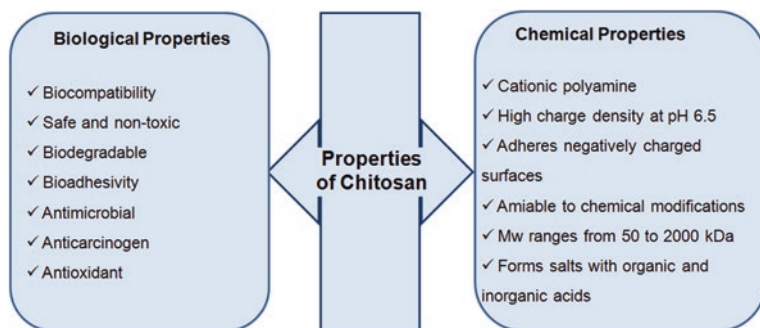 Biological Properties
✓ Biocompatibility
✓ Safe and non-toxic
✓ Biodegradable
✓ Bioadhesivity
✓ Antimicrobial
✓ Anticarcinogen
✓ Antioxidant
Properties
of Chitosan
Chemical Properties
✓ Cationic polyamine
✓ High charge density at pH 6.5
✓ Adheres negatively charged
surfaces
✓ Amiable to chemical modifications
✓ Mw ranges from 50 to 2000 kDa
✓ Forms salts with organic and
inorganic acids